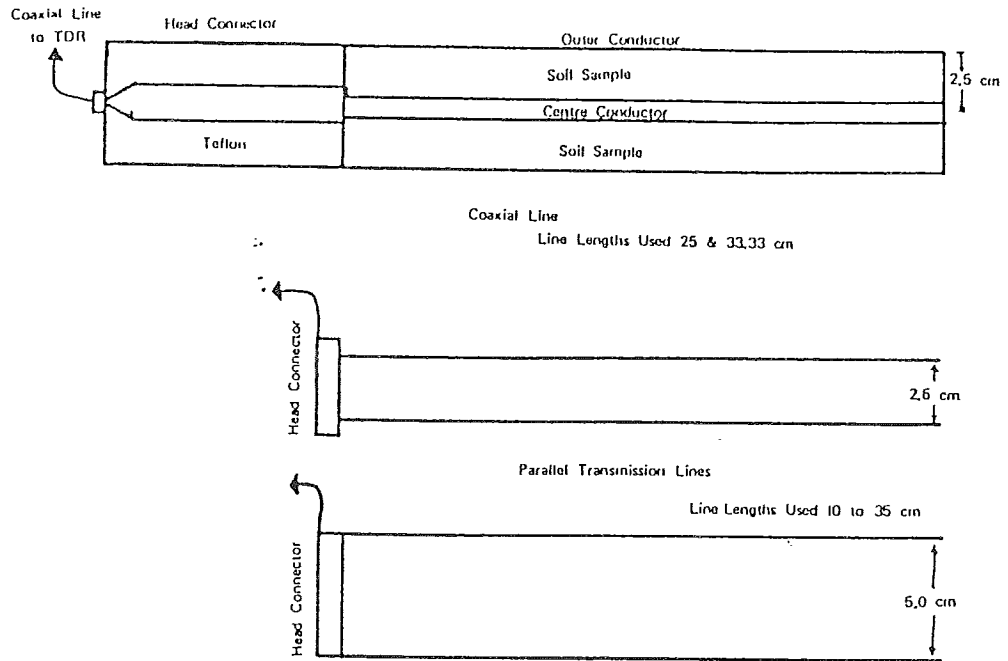 Coaxial Line
to TDR
Head Connector
Outer Conductor
Soil Sample
2.5 cm
Centre Conductor
Teflon
Soil Sample
Coaxial Line
Line Lengths Used 25 & 33.33 cm
Head Connector
2.6 cm
Parallel Transmission Lines
Line Lengths Used 10 to 35 cm
Head Connector
5.0 cm